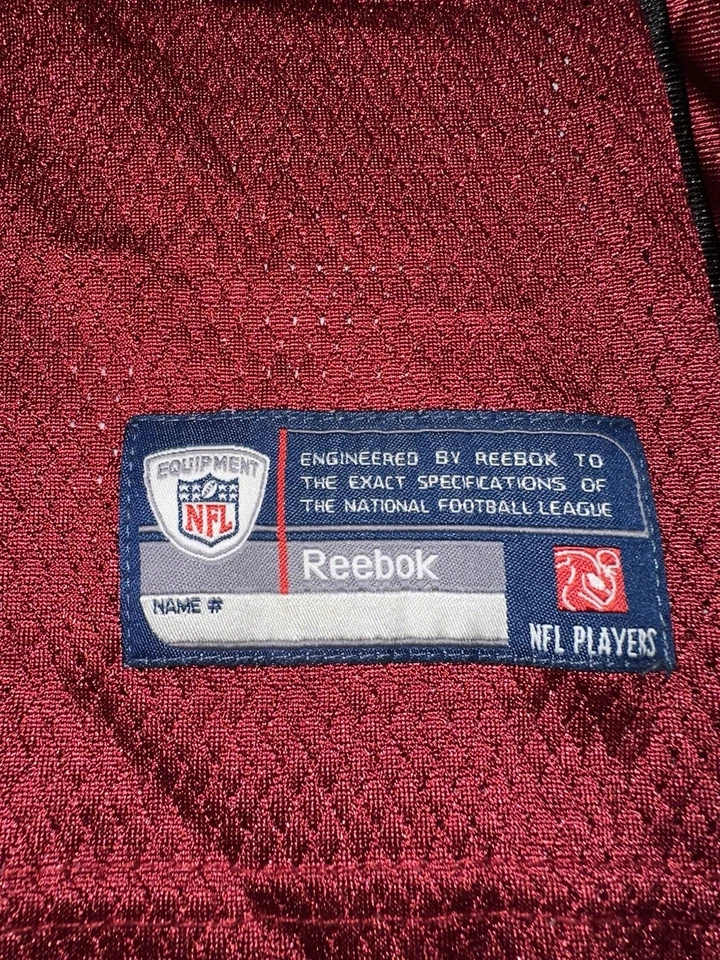 EQUIPMENT
NFL
ENGINEERED BY REEBOK TO
THE EXACT SPECIFICATIONS OF
THE NATIONAL FOOTBALL LEAGUE
Reebok
NAME #
NFL PLAYERS